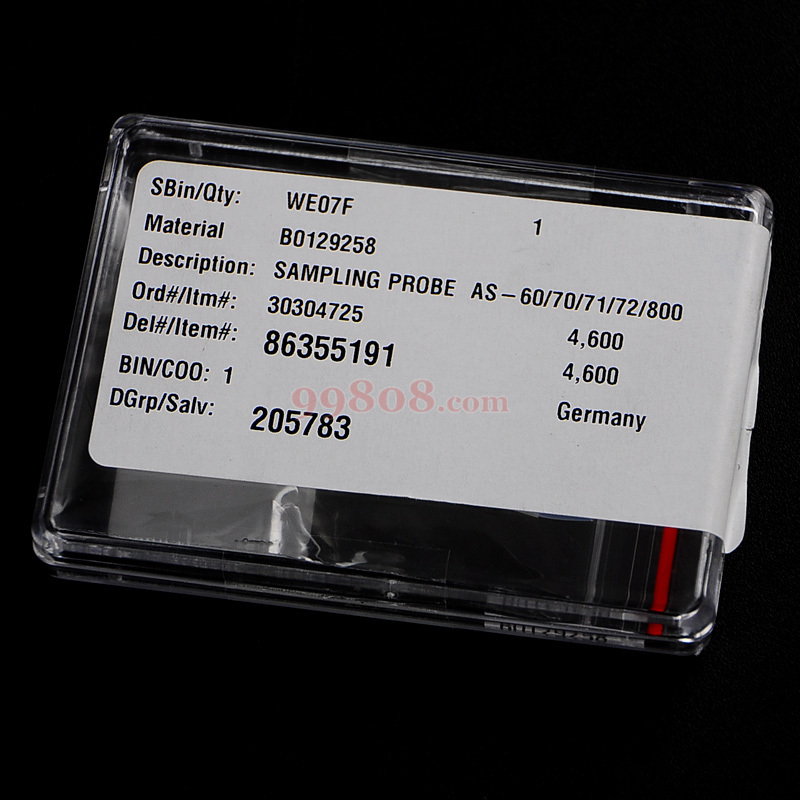 SBin/Qty: WE07F 1
Material B0129258
Description: SAMPLING PROBE AS-60/70/71/72/800
Ord#/Itm#: 30304725 4,600
Del#/Item#: 86355191 4,600
BIN/COO: 1 Germany
DGrp/Salv: 205783
99808.com
B0129258